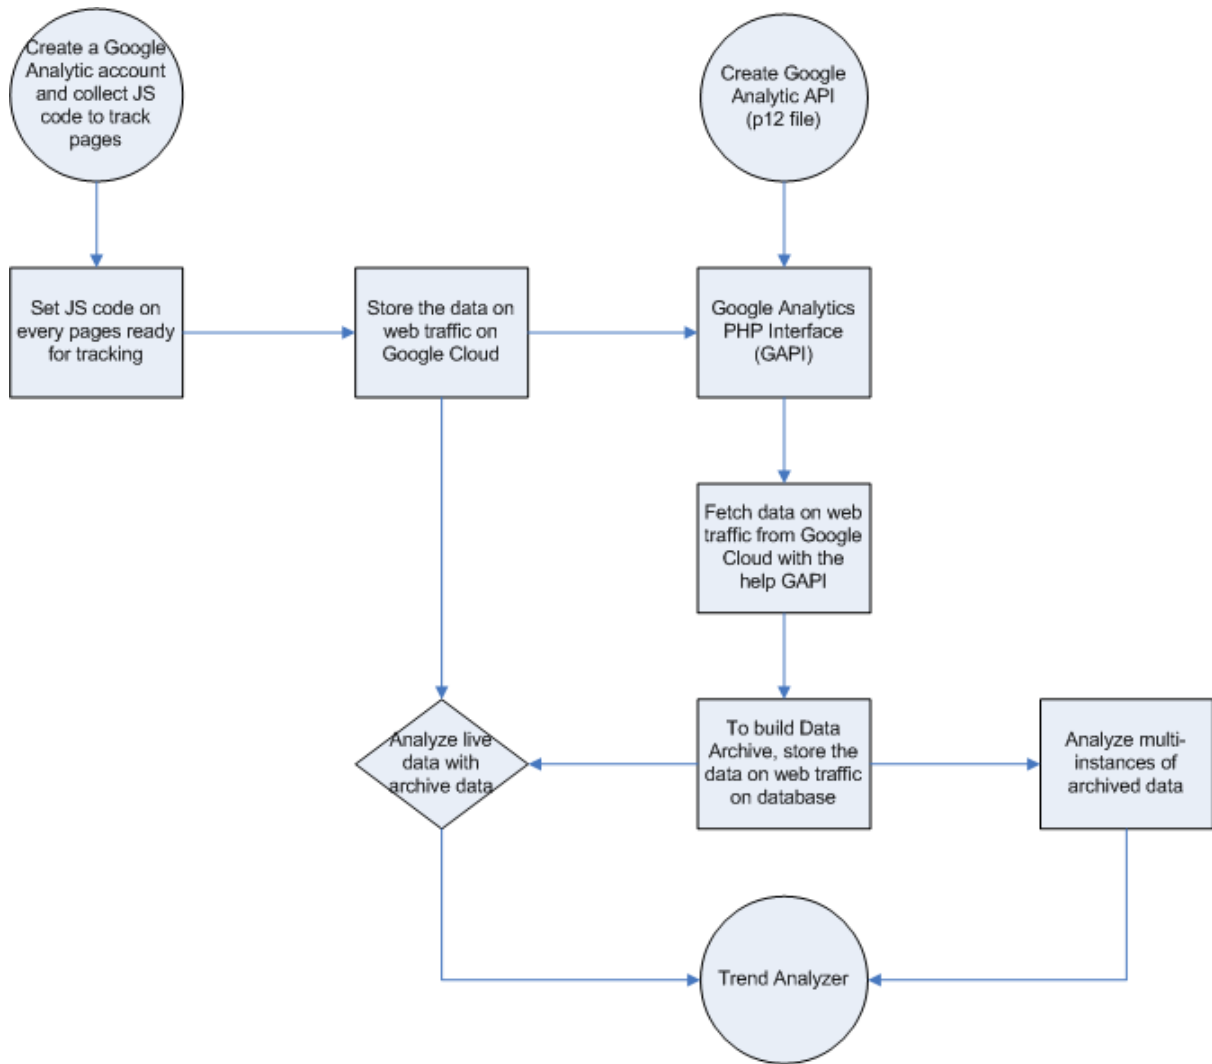 Create a Google
Analytic account
and collect JS
code to track
pages
Create Google
Analytic API
(p12 file)
Set JS code on
every pages ready
for tracking
Store the data on
web traffic on
Google Cloud
Google Analytics
PHP Interface
(GAPI)
Fetch data on web
traffic from Google
Cloud with the
help GAPI
Analyze live
data with
archive data
To build Data
Archive, store the
data on web traffic
on database
Analyze multi-
instances of
archived data
Trend Analyzer